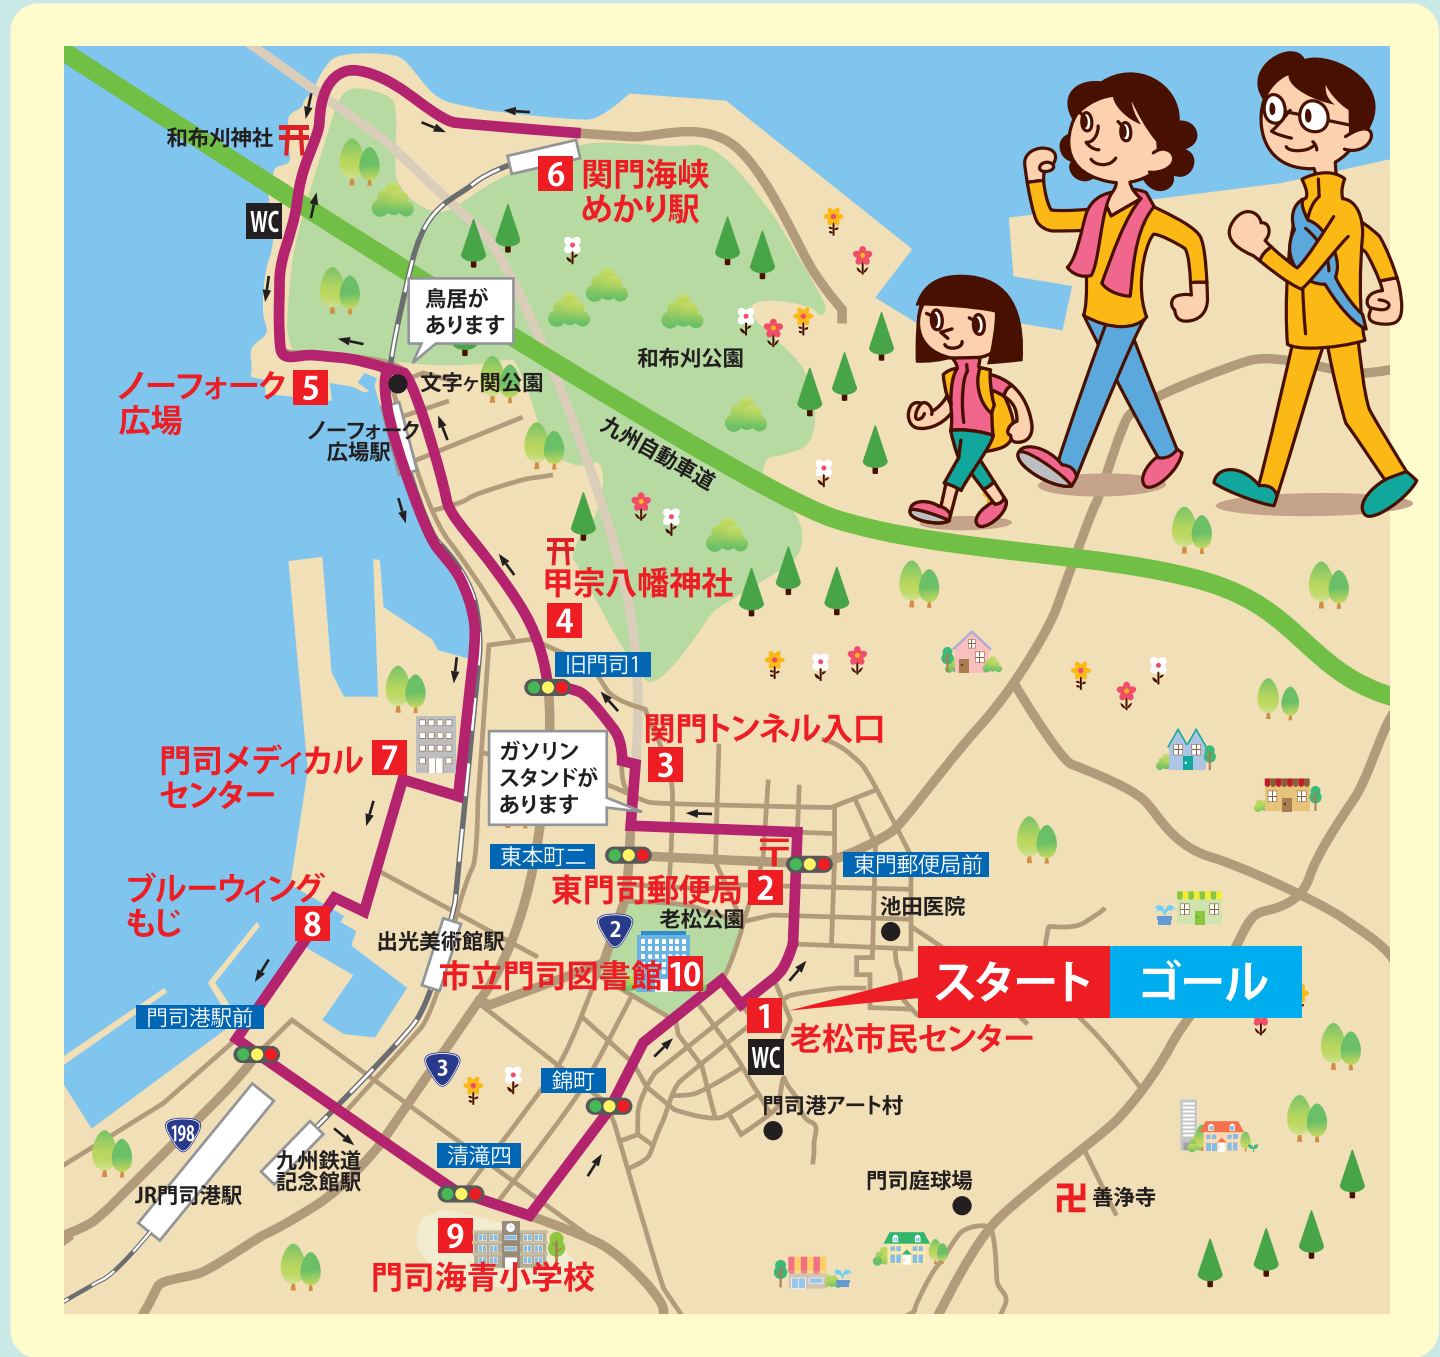 和布刈神社
WC
6
関門海峡
めかり駅
鳥居が
あります
和布刈公園
文字ヶ関公園
ノーフォーク
広場
5
ノーフォーク
広場駅
九州自動車道
甲宗八幡神社
4
旧門司1
関門トンネル入口
3
ガソリン
スタンドが
あります
門司メディカル
センター
7
東本町二
東門郵便局前
東門司郵便局
2
老松公園
池田医院
ブルーウィング
もじ
8
2
出光美術館駅
市立門司図書館
10
スタート
ゴール
1
老松市民センター
WC
門司港駅前
3
錦町
門司港アート村
198
九州鉄道
記念館駅
JR門司港駅
清滝四
門司庭球場
善浄寺
9
門司海青小学校